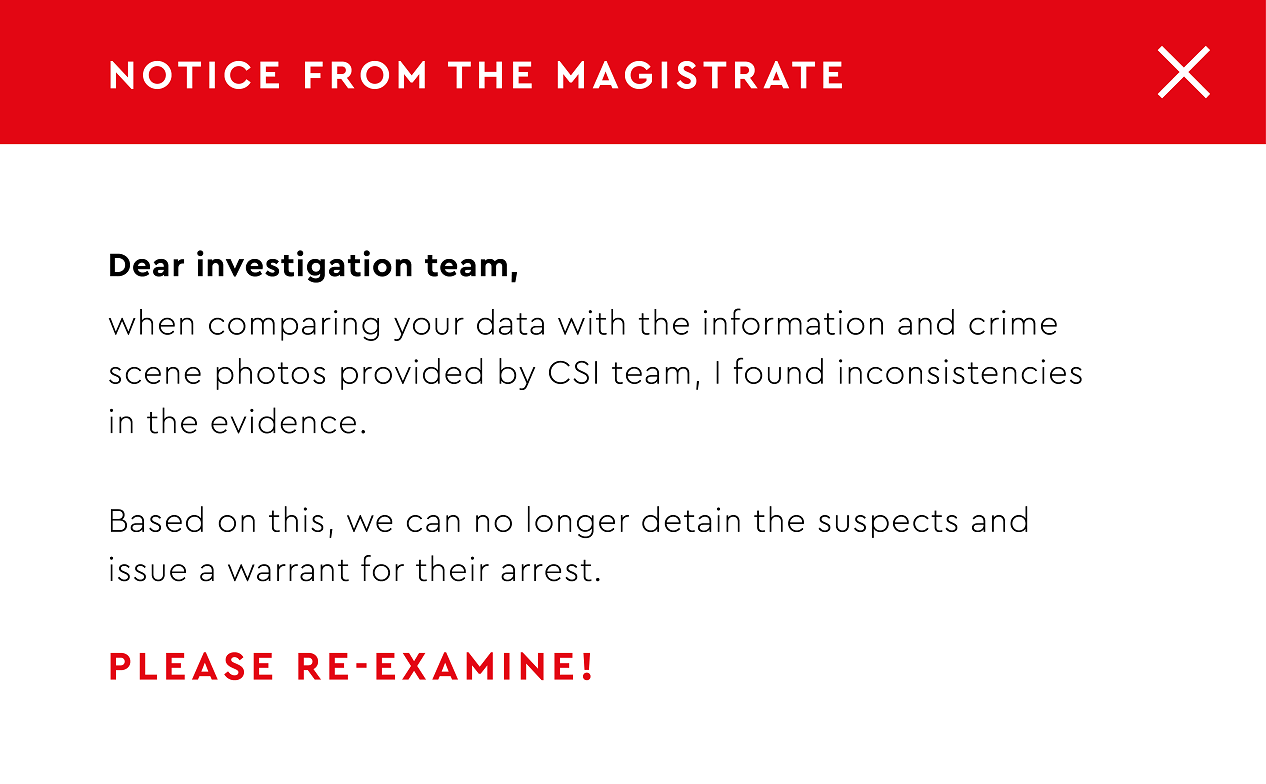 NOTICE FROM THE MAGISTRATE
Dear investigation team,
when comparing your data with the information and crime
scene photos provided by CSI team, I found inconsistencies
in the evidence.
Based on this, we can no longer detain the suspects and
issue a warrant for their arrest.
PLEASE RE-EXAMINE!